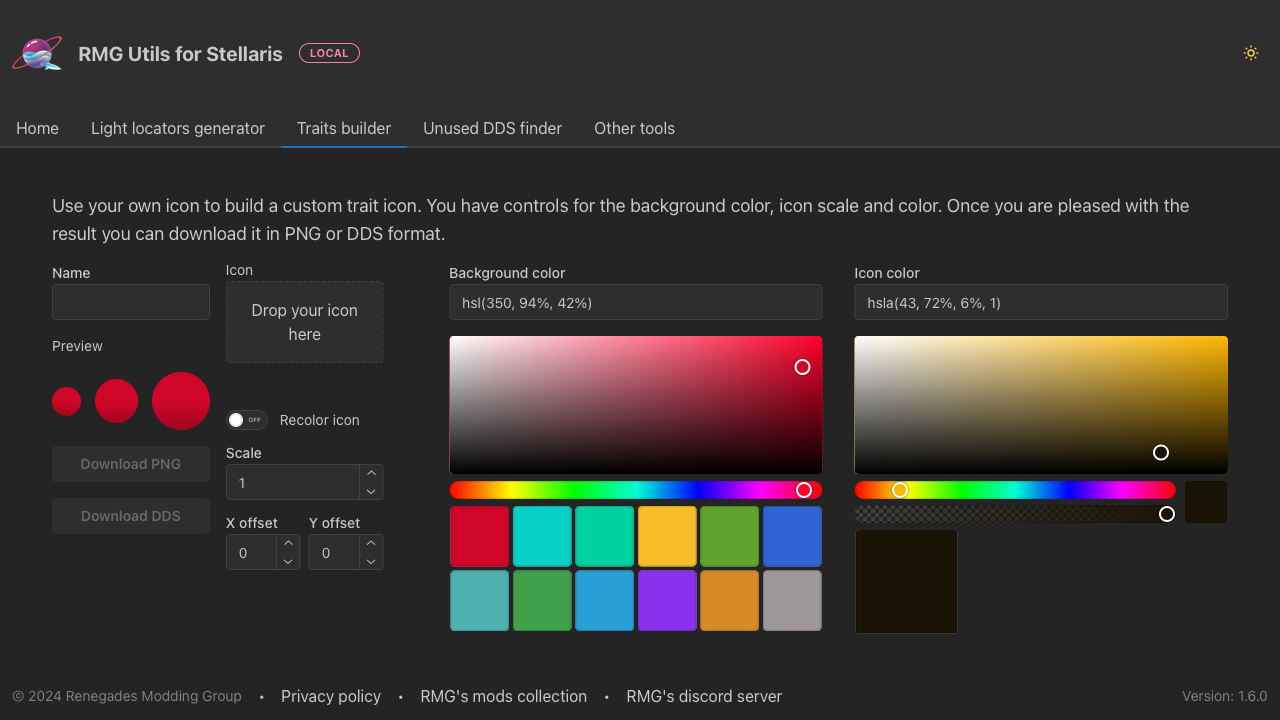 RMG Utils for Stellaris
LOCAL
Home
Light locators generator
Traits builder
Unused DDS finder
Other tools
Use your own icon to build a custom trait icon. You have controls for the background color, icon scale and color. Once you are pleased with the
result you can download it in PNG or DDS format.
Name
Preview
Download PNG
Download DDS
Icon
Drop your icon
here
OFF
Recolor icon
Scale
1
X offset
Y offset
0
0
Background color
hsl(350, 94%, 42%)
Icon color
hsla(43, 72%, 6%, 1)
© 2024 Renegades Modding Group
•
Privacy policy
•
RMG's mods collection
•
RMG's discord server
Version: 1.6.0